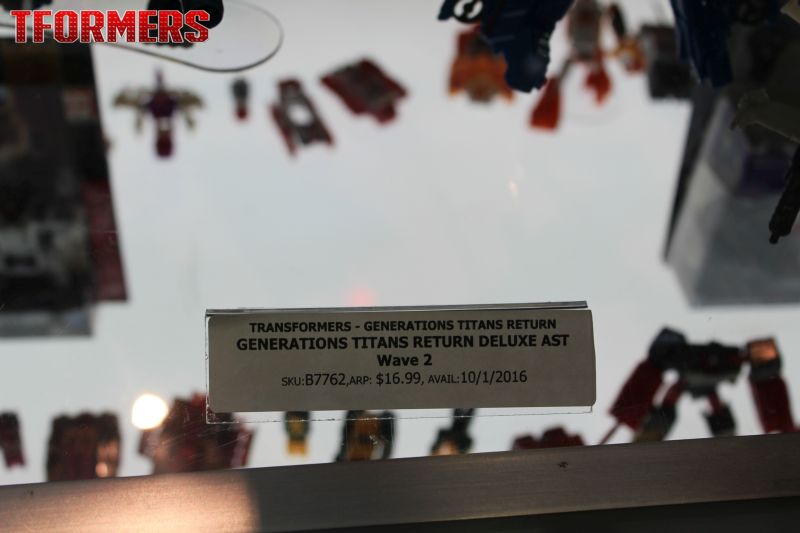 TFORMERS
TRANSFORMERS - GENERATIONS TITANS RETURN
GENERATIONS TITANS RETURN DELUXE AST
Wave 2
SKU:B7762,ARP: $16.99, AVAIL:10/1/2016